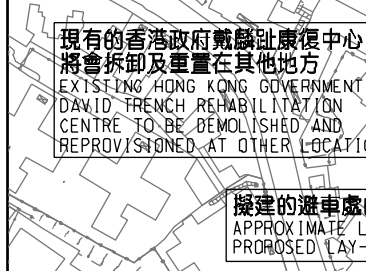 現有的香港政府戴麟趾康復中心
將會拆卸及重置在其他地方
EXISTING HONG KONG GOVERNMENT
DAVID TRENCH REHABILITATION
CENTRE TO BE DEMOLISHED AND
REPROVISIONED AT OTHER LOCATIO
擬建的避車處
APPROXIMATE L
PROPOSED LAY-